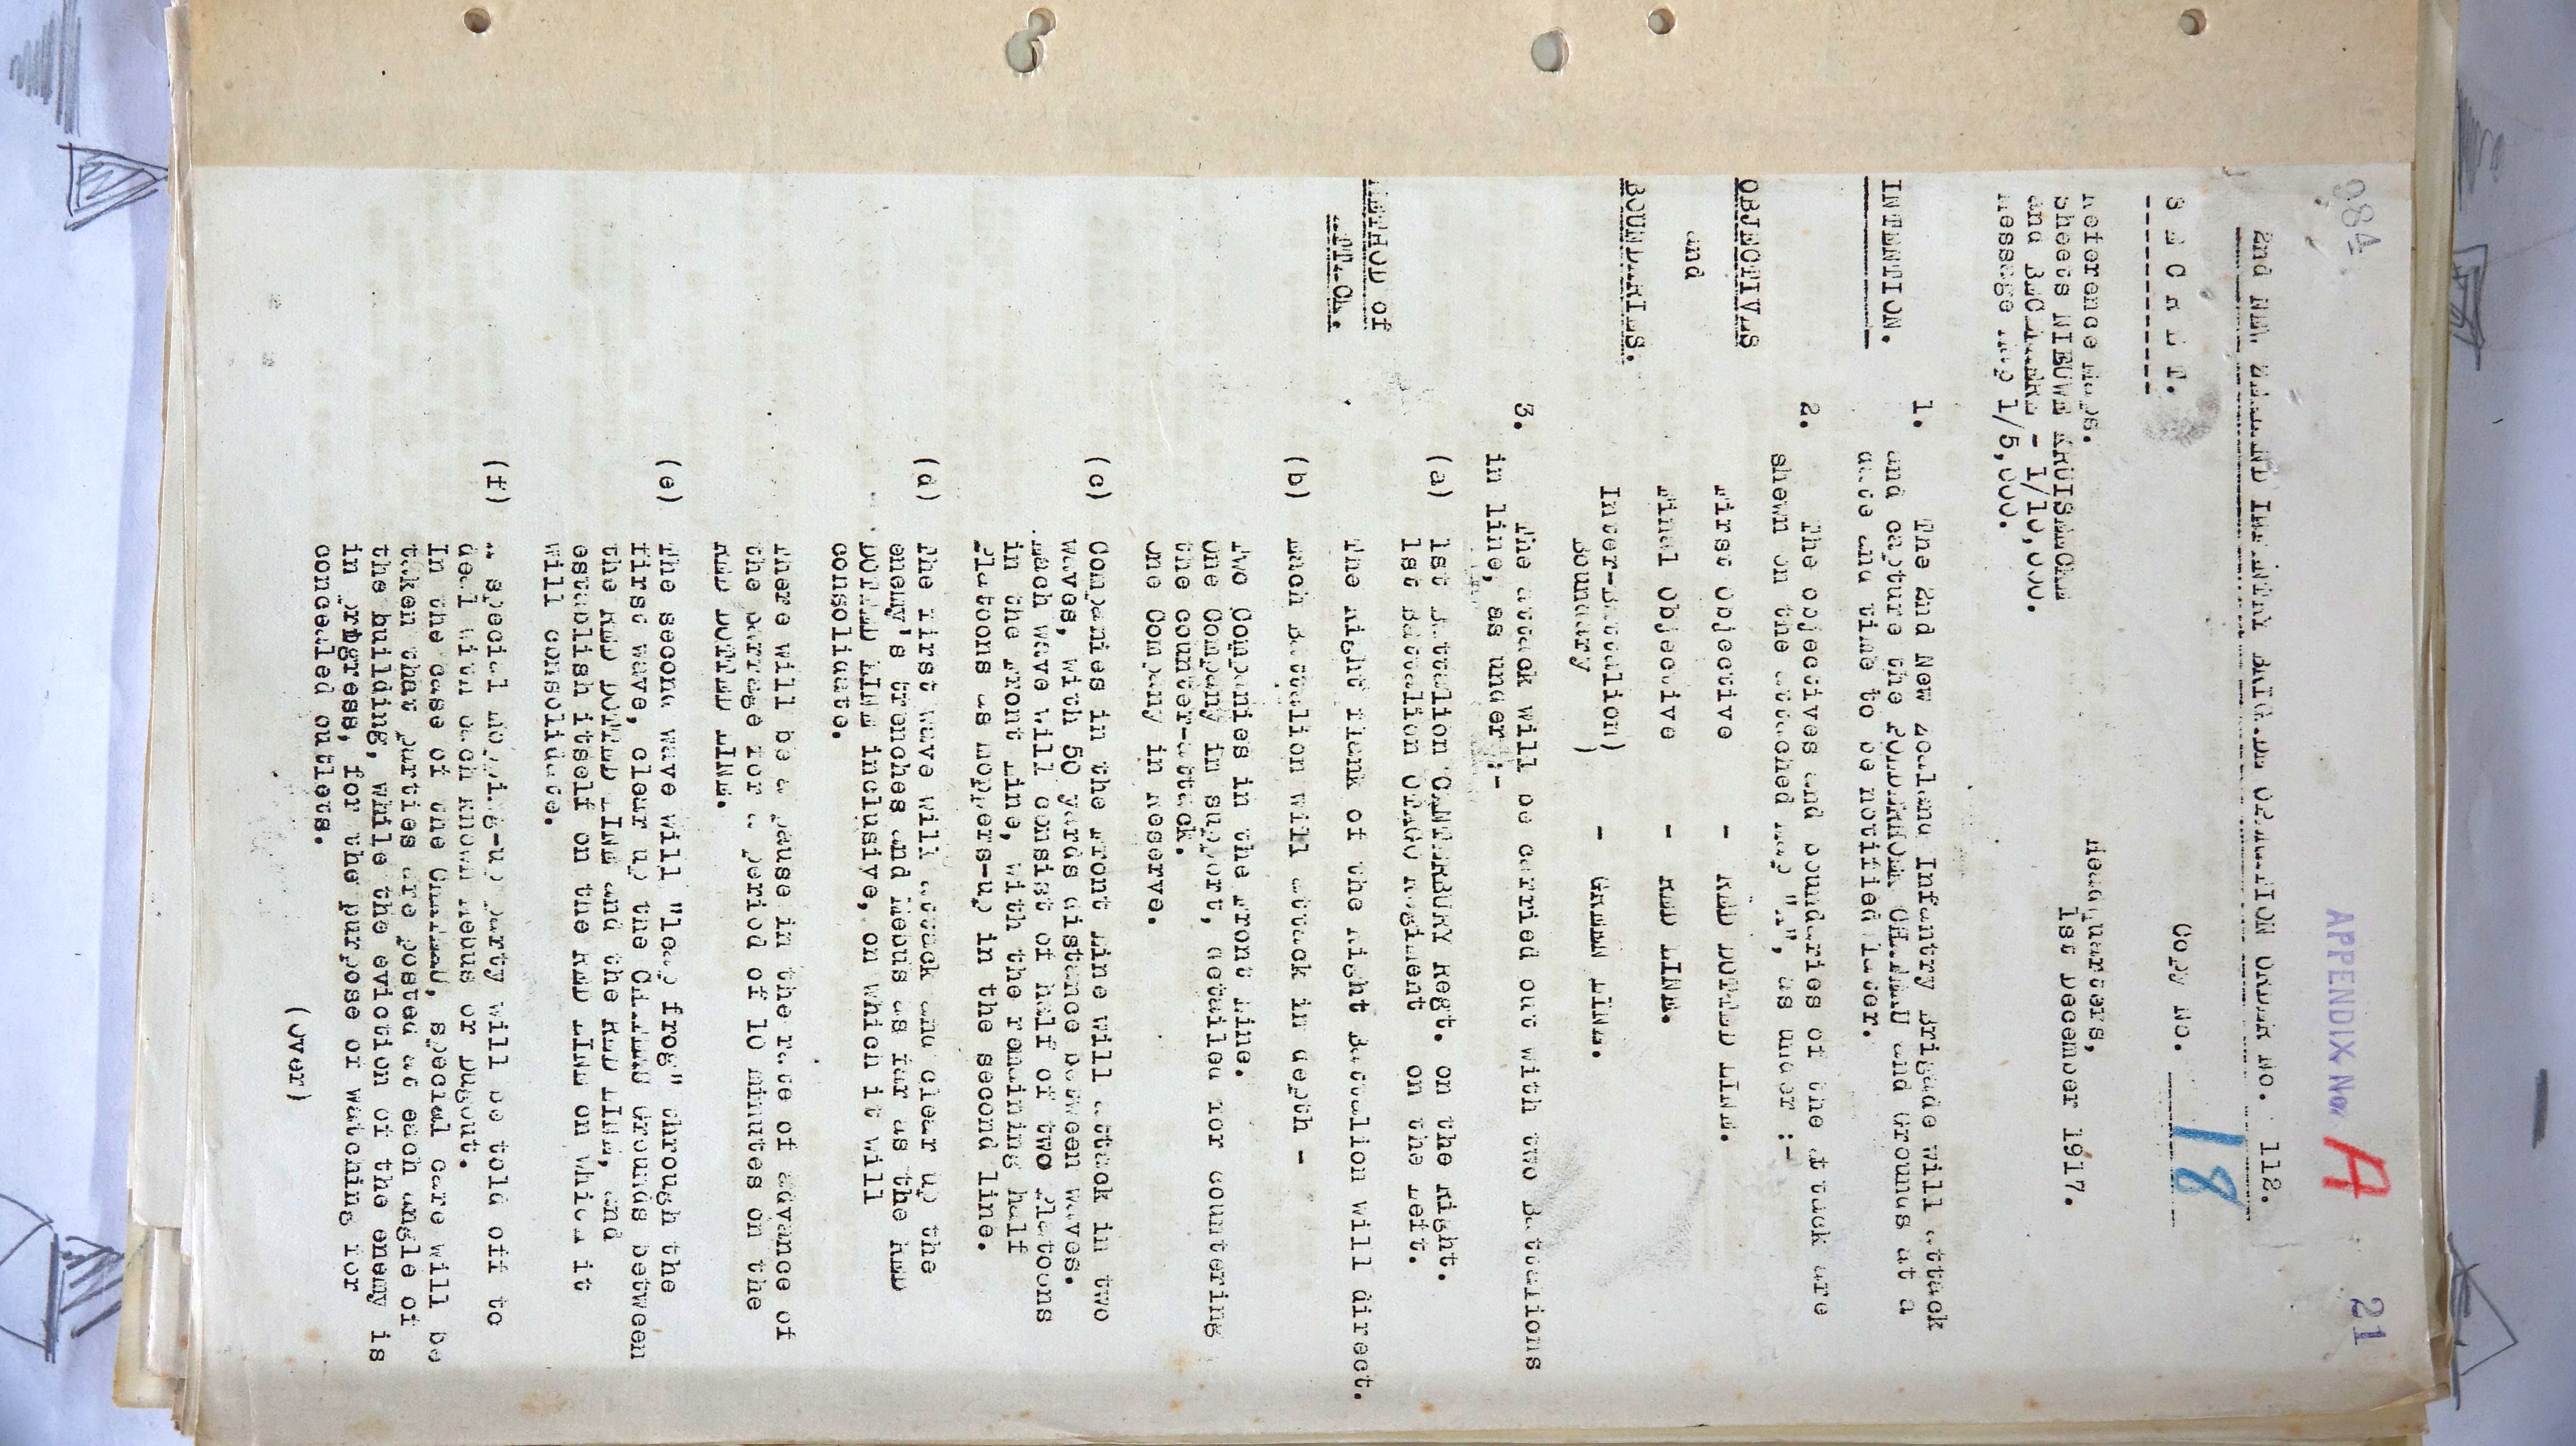 984
APPENDIX No. A
21
2nd NEW ZEALAND INFANTRY BRIGADE OPERATION ORDER NO. 112.
S E C R E T.
Copy No. 18
Reference Maps.
Sheets NIEUWE KRUISEECKE
and BECELAERE - 1/10,000.
Message Map 1/5,000.
Headquarters,
1st December 1917.
INTENTION.
1. The 2nd New Zealand Infantry Brigade will attack
and capture the POLDERHOEK CHATEAU and Grounds at a
date and time to be notified later.
OBJECTIVES
and
BOUNDARIES.
2. The objectives and boundaries of the attack are
shewn on the attached map "A", as under :-
First Objective - RED DOTTED LINE.
Final Objective - RED LINE.
Inter-Battalion)
Boundary ) - GREEN LINE.
METHOD of
ATTACK.
3. The attack will be carried out with two Battalions
in line, as under :-
(a) 1st Battalion CANTERBURY Regt. on the Right.
1st Battalion OTAGO Regiment on the Left.
The Right Flank of the Right Battalion will direct.
(b) Each Battalion will attack in depth -
Two Companies in the Front Line.
One Company in support, detailed for countering
the counter-attack.
One Company in Reserve.
(c) Companies in the Front Line will attack in two
waves, with 50 yards distance between waves.
Each wave will consist of half of two Platoons
in the Front Line, with the remaining half
Platoons as moppers-up in the second line.
(d) The first wave will attack and clear up the
enemy's trenches and Mebus as far as the RED
DOTTED LINE inclusive, on which it will
consolidate.
There will be a pause in the rate of advance of
the barrage for a period of 10 minutes on the
RED DOTTED LINE.
(e) The second wave will "leap frog" through the
first wave, clear up the CHATEAU Grounds between
the RED DOTTED LINE and the RED LINE, and
establish itself on the RED LINE on which it
will consolidate.
(f) A special mopping-up party will be told off to
deal with each known Mebus or Dugout.
In the case of the CHATEAU, special care will be
taken that parties are posted at each angle of
the building, while the eviction of the enemy is
in prtgress, for the purpose of watching for
concealed outlets.
(Over)